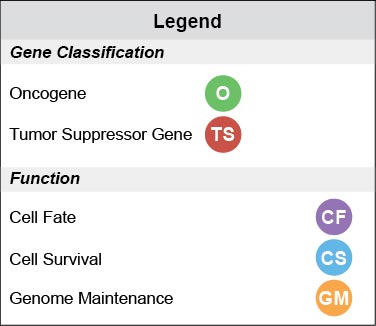 Legend
Gene Classification
Oncogene O
Tumor Suppressor Gene TS
Function
Cell Fate CF
Cell Survival CS
Genome Maintenance GM